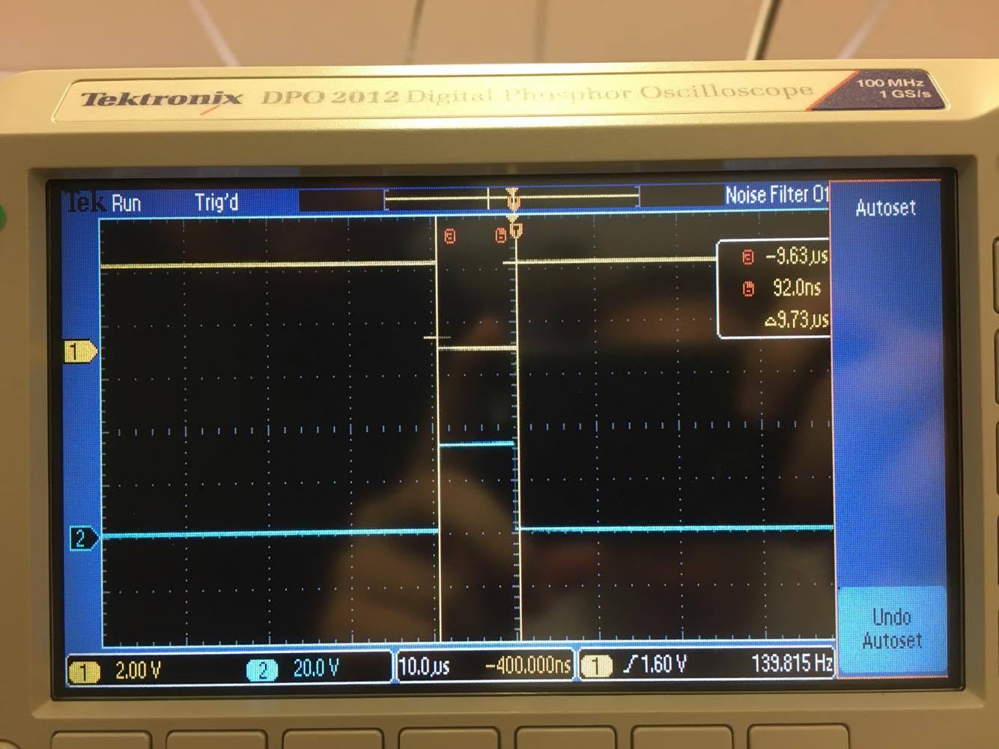 Tektronix DPO 2012 Digital Phosphor Oscilloscope
100 MHz
1 GS/s
Tek Run Trig'd Noise Filter Of
Autoset
a b T
a -9.63µs
b 92.0ns
△9.73µs
1
2
Undo
Autoset
1 2.00 V 2 20.0 V 10.0µs -400.000ns 1 ∫ 1.60 V 139.815 Hz